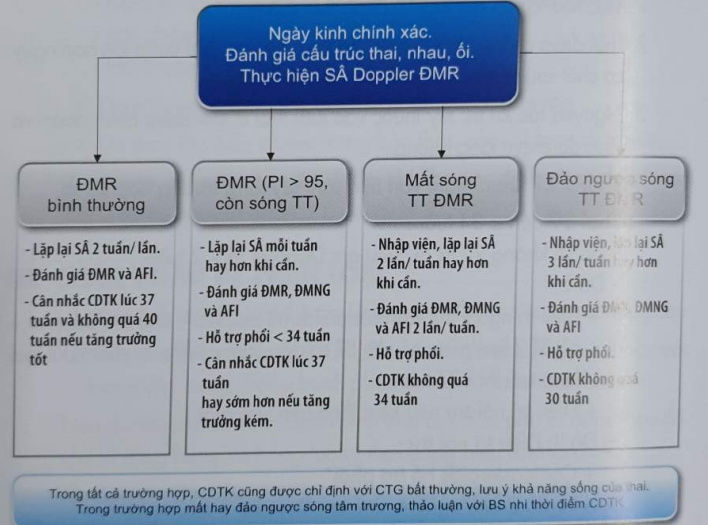 Ngày kinh chính xác.
Đánh giá cấu trúc thai, nhau, ối.
Thực hiện SÂ Doppler ĐMR
ĐMR
bình thường
- Lặp lại SÂ 2 tuần/ lần.
- Đánh giá ĐMR và AFI.
- Cân nhắc CDTK lúc 37
tuần và không quá 40
tuần nếu tăng trưởng
tốt
ĐMR (PI > 95,
còn sóng TT)
- Lặp lại SÂ mỗi tuần
hay hơn khi cần.
- Đánh giá ĐMR, ĐMNG
và AFI
- Hỗ trợ phổi < 34 tuần
- Cân nhắc CDTK lúc 37
tuần
hay sớm hơn nếu tăng
trưởng kém.
Mất sóng
TT ĐMR
- Nhập viện, lặp lại SÂ
2 lần/ tuần hay hơn
khi cần.
- Đánh giá ĐMR, ĐMNG
và AFI 2 lần/ tuần.
- Hỗ trợ phổi.
- CDTK không quá
34 tuần
Đảo ngược sóng
TT ĐMR
- Nhập viện, lặp lại SÂ
3 lần/ tuần hay hơn
khi cần.
- Đánh giá ĐMR, ĐMNG
và AFI
- Hỗ trợ phổi.
- CDTK không quá
30 tuần
Trong tất cả trường hợp, CDTK cũng được chỉ định với CTG bất thường, lưu ý khả năng sống của thai.
Trong trường hợp mất hay đảo ngược sóng tâm trương, thảo luận với BS nhi thời điểm CDTK